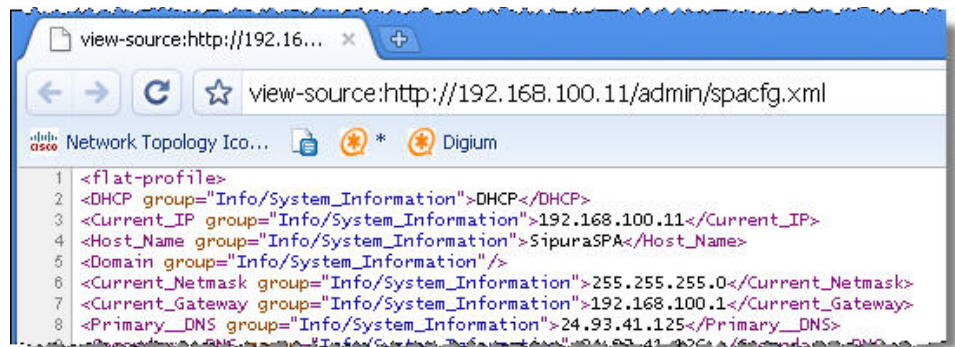 view-source:http://192.16...
view-source:http://192.168.100.11/admin/spacfg.xml
cisco Network Topology Ico... * Digium
1 <flat-profile>
2 <DHCP group="Info/System_Information">DHCP</DHCP>
3 <Current_IP group="Info/System_Information">192.168.100.11</Current_IP>
4 <Host_Name group="Info/System_Information">SipuraSPA</Host_Name>
5 <Domain group="Info/System_Information"/>
6 <Current_Netmask group="Info/System_Information">255.255.255.0</Current_Netmask>
7 <Current_Gateway group="Info/System_Information">192.168.100.1</Current_Gateway>
8 <Primary__DNS group="Info/System_Information">24.93.41.125</Primary__DNS>